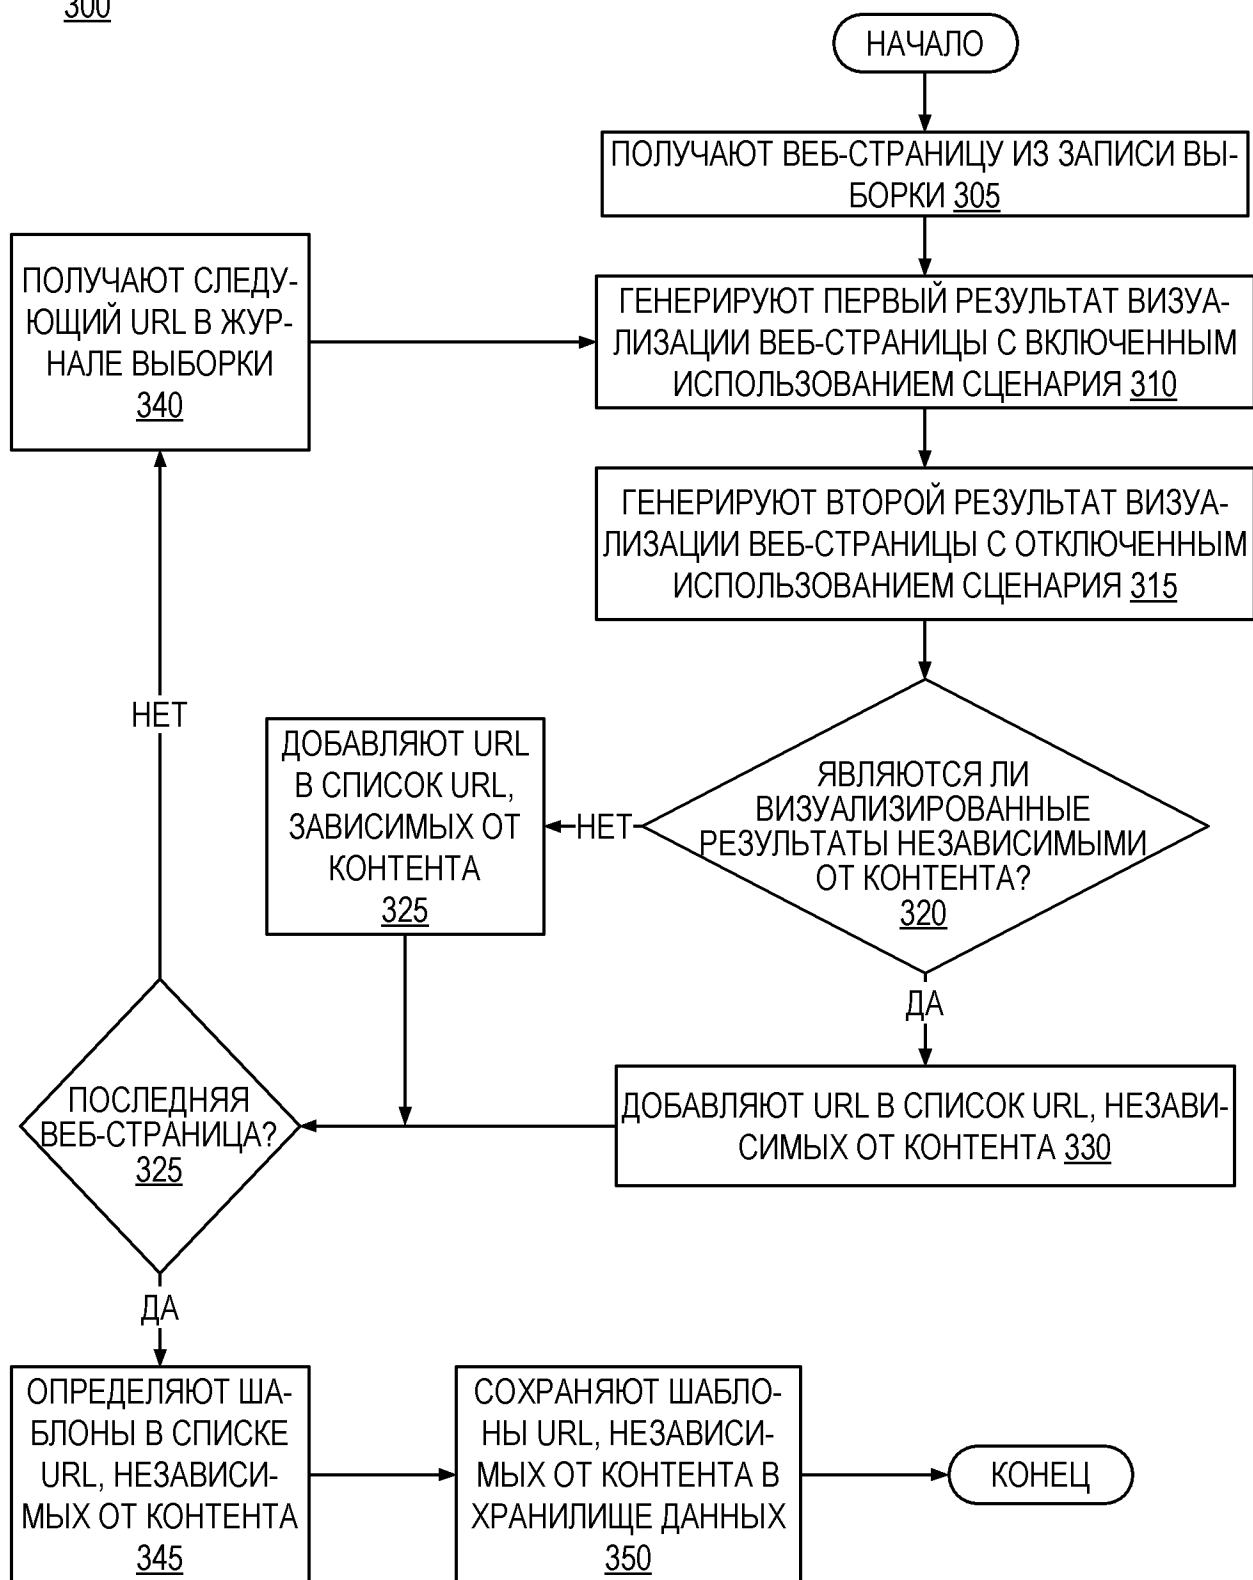 300
НАЧАЛО
ПОЛУЧАЮТ ВЕБ-СТРАНИЦУ ИЗ ЗАПИСИ ВЫ-
БОРКИ 305
ПОЛУЧАЮТ СЛЕДУ-
ЮЩИЙ URL В ЖУР-
НАЛЕ ВЫБОРКИ
340
ГЕНЕРИРУЮТ ПЕРВЫЙ РЕЗУЛЬТАТ ВИЗУА-
ЛИЗАЦИИ ВЕБ-СТРАНИЦЫ С ВКЛЮЧЕННЫМ
ИСПОЛЬЗОВАНИЕМ СЦЕНАРИЯ 310
ГЕНЕРИРУЮТ ВТОРОЙ РЕЗУЛЬТАТ ВИЗУА-
ЛИЗАЦИИ ВЕБ-СТРАНИЦЫ С ОТКЛЮЧЕННЫМ
ИСПОЛЬЗОВАНИЕМ СЦЕНАРИЯ 315
НЕТ
ДОБАВЛЯЮТ URL
В СПИСОК URL,
ЗАВИСИМЫХ ОТ
КОНТЕНТА
325
НЕТ
ЯВЛЯЮТСЯ ЛИ
ВИЗУАЛИЗИРОВАННЫЕ
РЕЗУЛЬТАТЫ НЕЗАВИСИМЫМИ
ОТ КОНТЕНТА?
320
ДА
ПОСЛЕДНЯЯ
ВЕБ-СТРАНИЦА?
325
ДОБАВЛЯЮТ URL В СПИСОК URL, НЕЗАВИ-
СИМЫХ ОТ КОНТЕНТА 330
ДА
ОПРЕДЕЛЯЮТ ША-
БЛОНЫ В СПИСКЕ
URL, НЕЗАВИСИ-
МЫХ ОТ КОНТЕНТА
345
СОХРАНЯЮТ ШАБЛО-
НЫ URL, НЕЗАВИСИ-
МЫХ ОТ КОНТЕНТА В
ХРАНИЛИЩЕ ДАННЫХ
350
КОНЕЦ